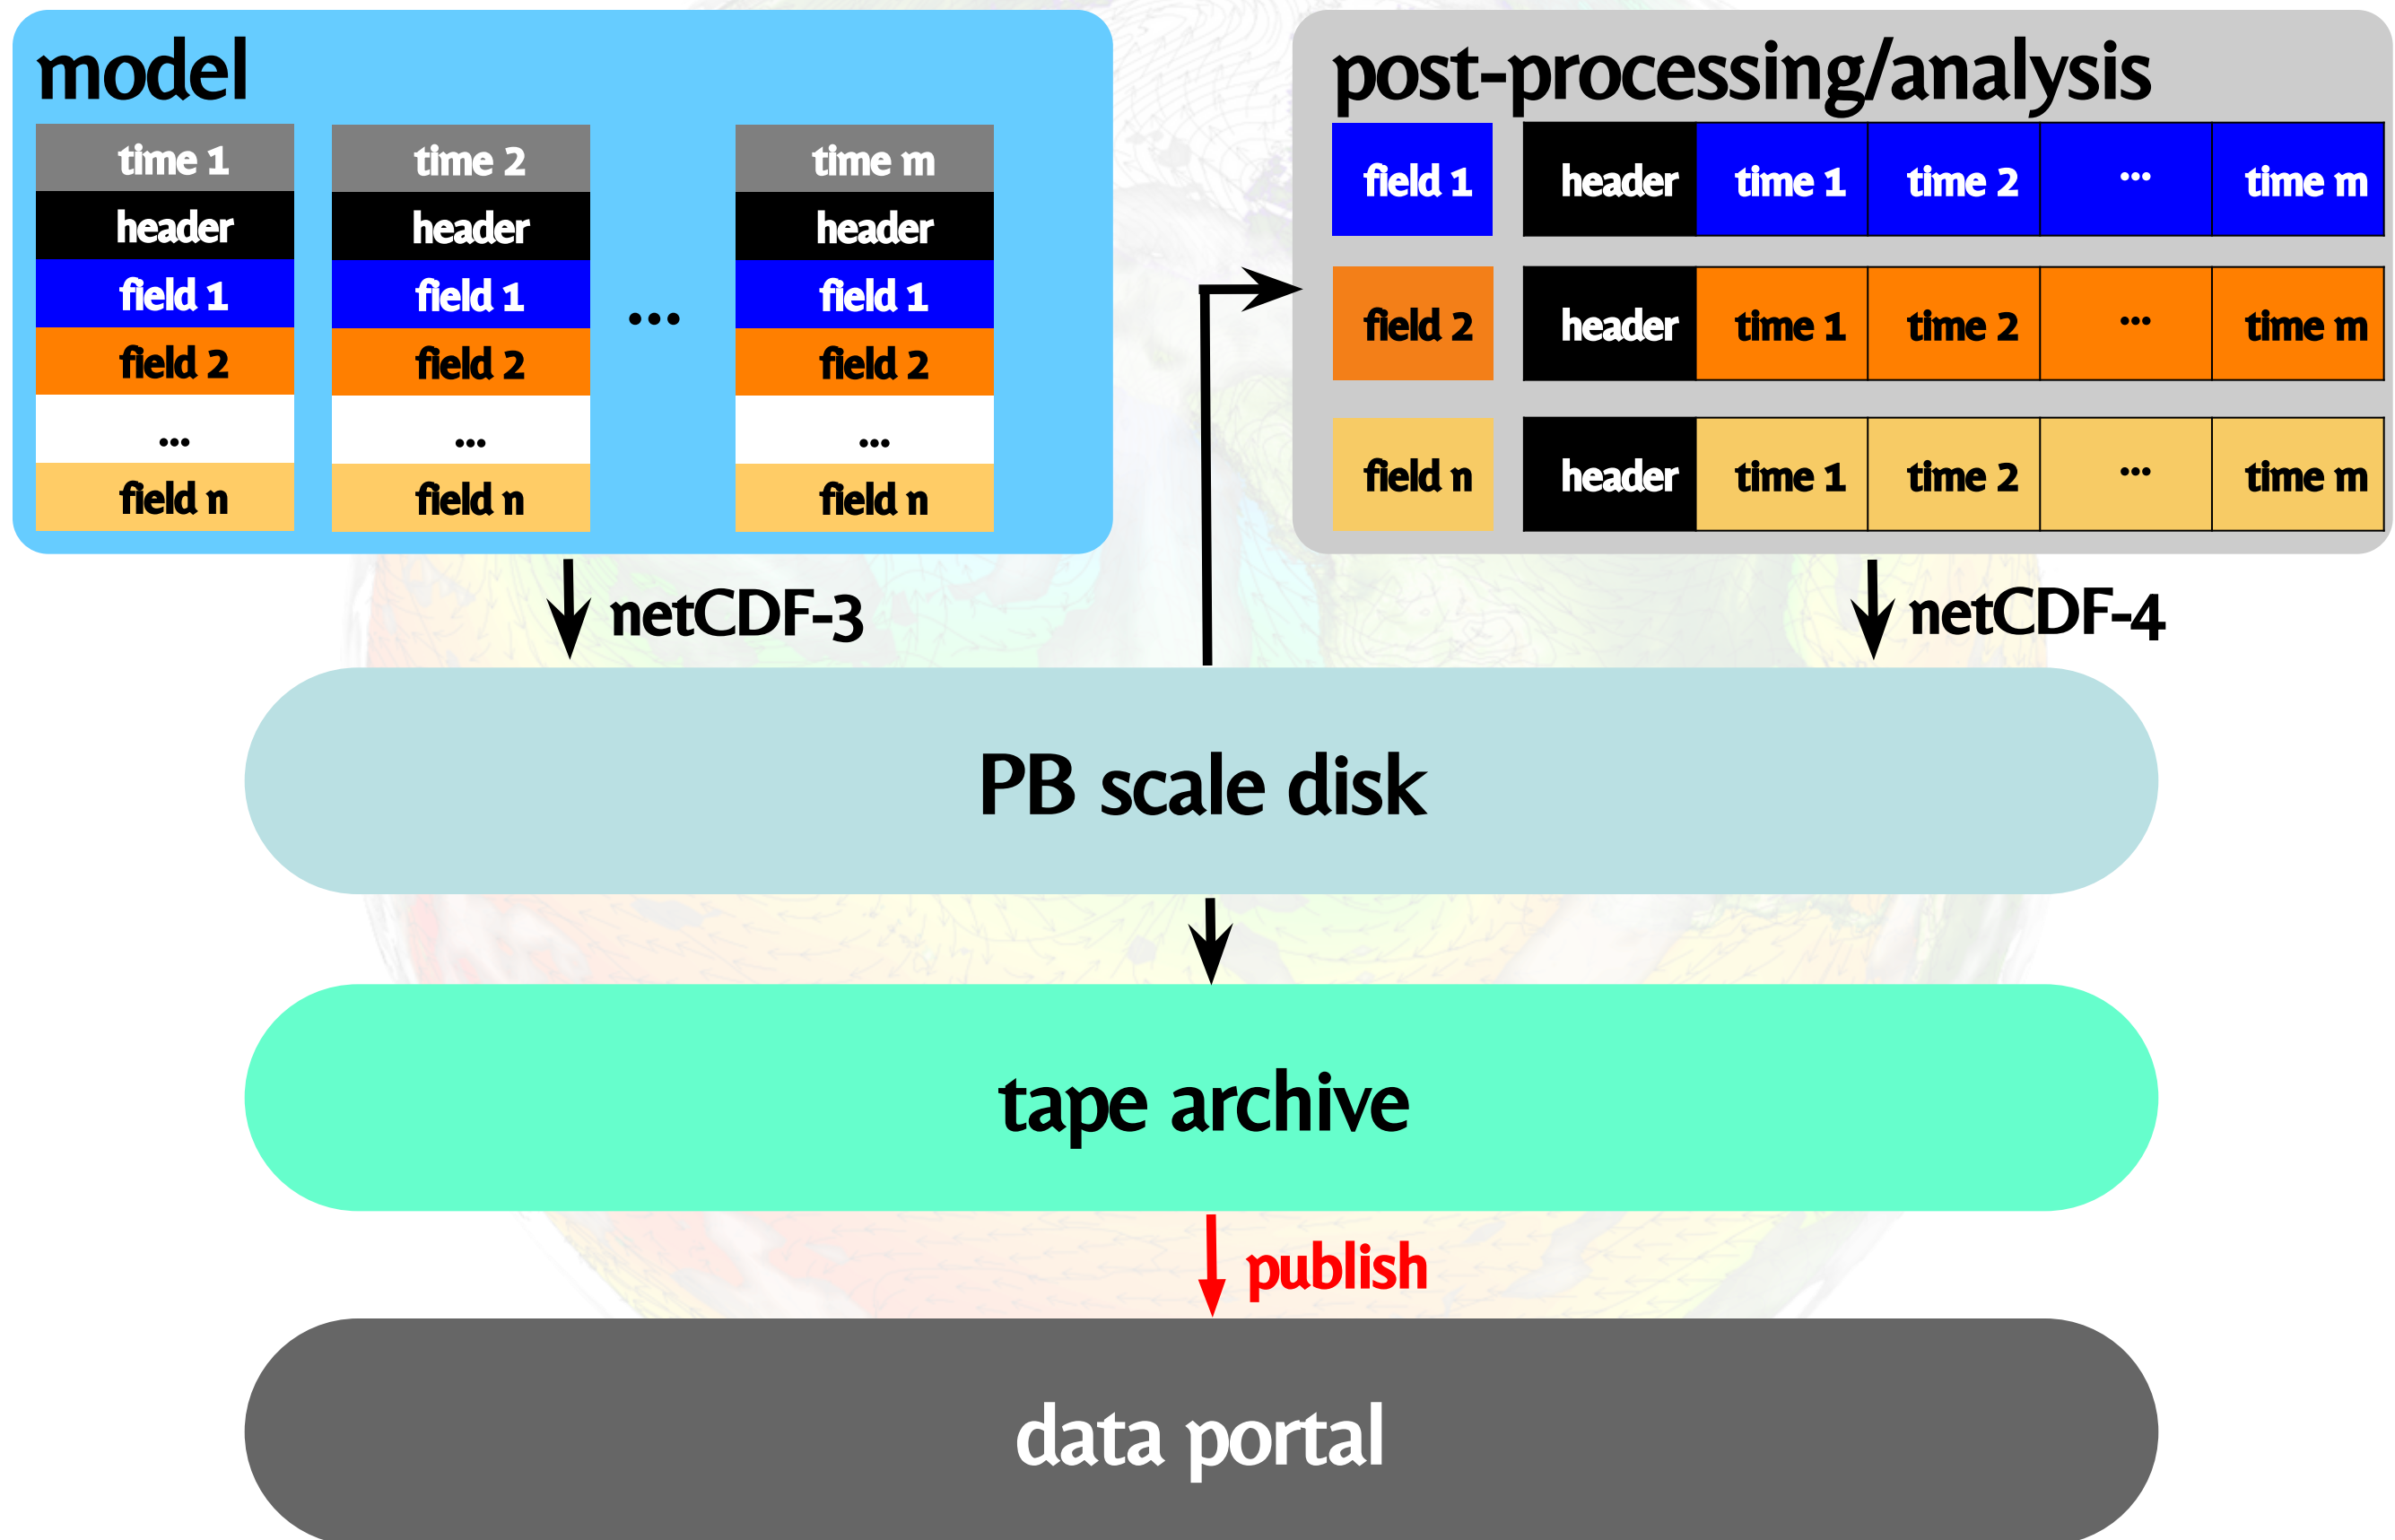 model
time 1
header
field 1
field 2
...
field n
time 2
header
field 1
field 2
...
field n
...
time m
header
field 1
field 2
...
field n
post-processing/analysis
field 1 header time 1 time 2 ... time m
field 2 header time 1 time 2 ... time m
field n header time 1 time 2 ... time m
netCDF-3
netCDF-4
PB scale disk
tape archive
publish
data portal